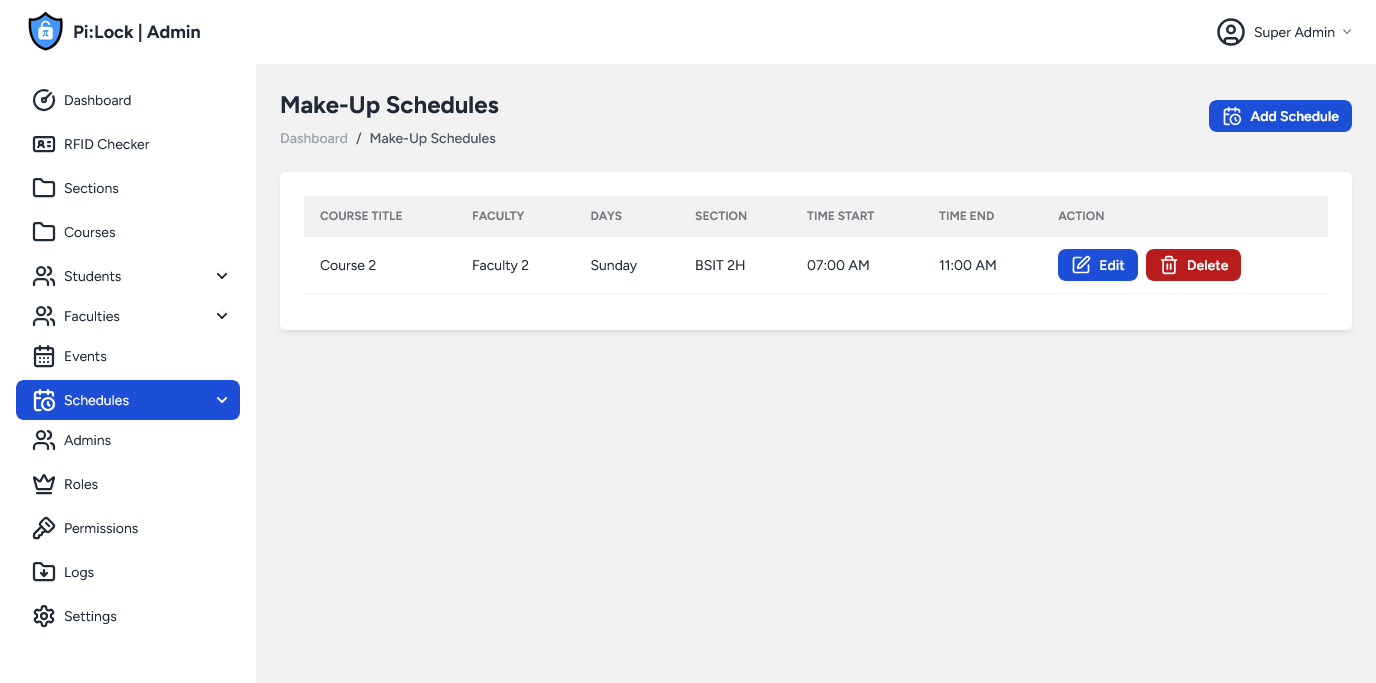 Pi:Lock | Admin
Super Admin
Dashboard
RFID Checker
Sections
Courses
Students
Faculties
Events
Schedules
Admins
Roles
Permissions
Logs
Settings
Make-Up Schedules
Dashboard / Make-Up Schedules
Add Schedule
COURSE TITLE FACULTY DAYS SECTION TIME START TIME END ACTION
Course 2 Faculty 2 Sunday BSIT 2H 07:00 AM 11:00 AM Edit Delete